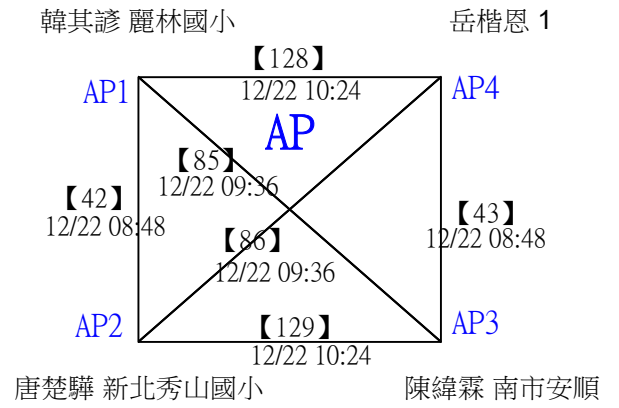 韓其諺 麗林國小
岳楷恩 1
【128】
12/22 10:24
AP1
AP4
AP
【85】
12/22 09:36
【42】
12/22 08:48
【43】
12/22 08:48
【86】
12/22 09:36
AP2
【129】
12/22 10:24
AP3
唐楚驊 新北秀山國小
陳緯霖 南市安順